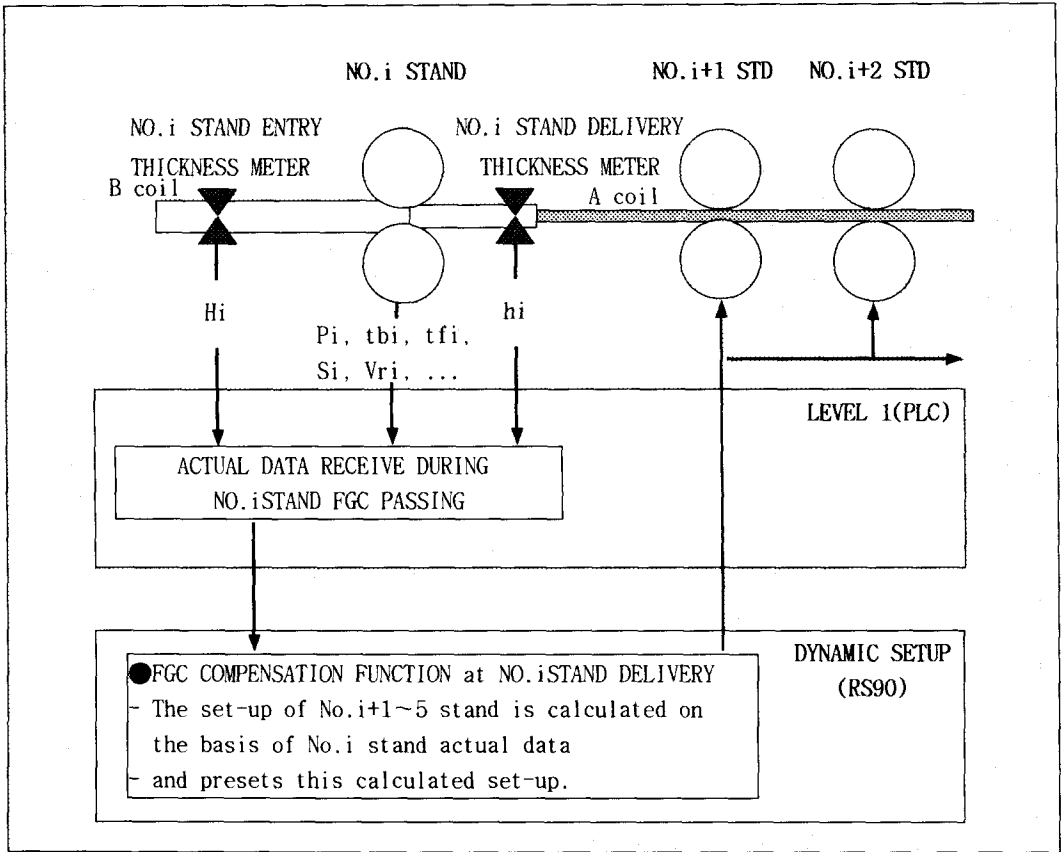 NO.i STAND
NO.i+1 STD
NO.i+2 STD
NO.i STAND ENTRY
THICKNESS METER
NO.i STAND DELIVERY
THICKNESS METER
B coil
A coil
Hi
Pi, tbi, tfi,
Si, Vri, ...
hi
LEVEL 1(PLC)
ACTUAL DATA RECEIVE DURING
NO.iSTAND FGC PASSING
DYNAMIC SETUP
(RS90)
●FGC COMPENSATION FUNCTION at NO.iSTAND DELIVERY
- The set-up of No.i+1~5 stand is calculated on
the basis of No.i stand actual data
- and presets this calculated set-up.